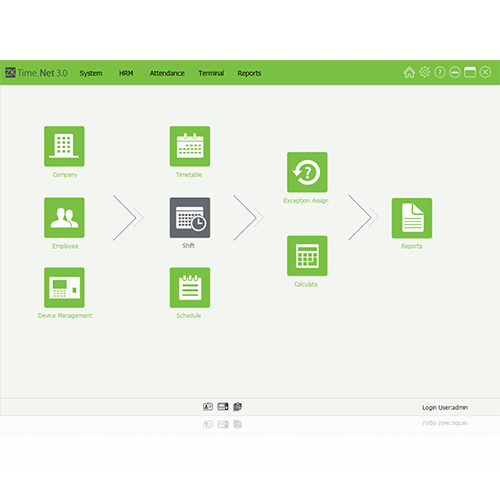 ZK Time.Net 3.0 System HRM Attendance Terminal Reports
Company
Timetable
Exception Assign
Employee
Shift
Reports
Device Management
Schedule
Calculate
Login User:admin